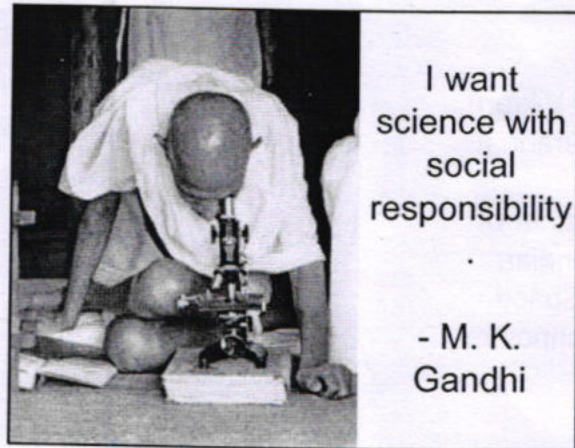 I want
science with
social
responsibility
.
- M. K.
Gandhi